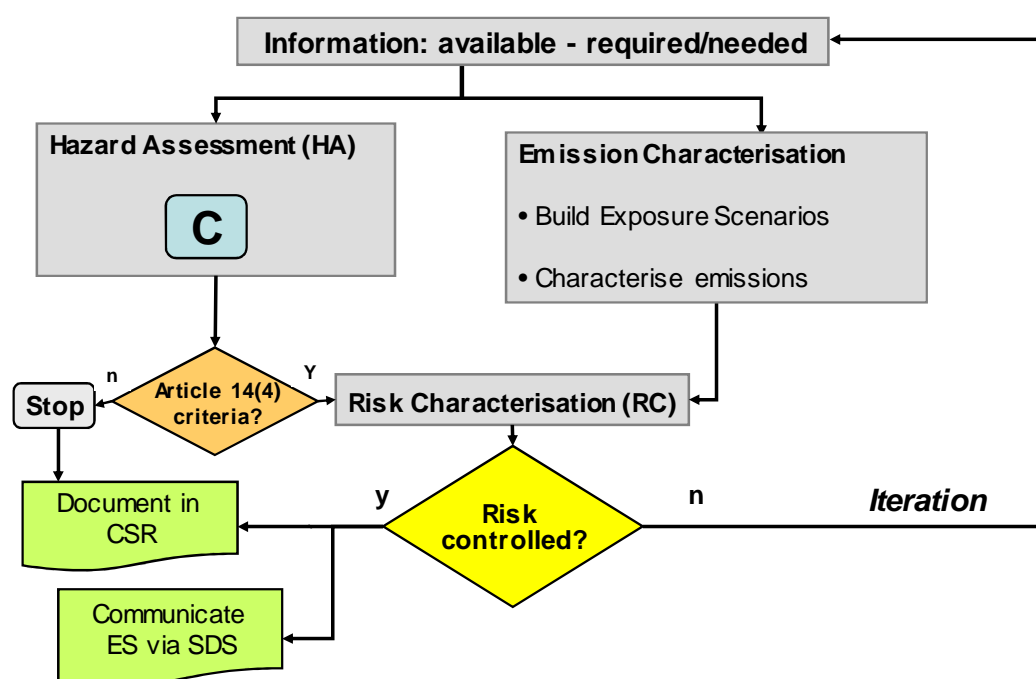 Information: available - required/needed
Hazard Assessment (HA)
C
Emission Characterisation
• Build Exposure Scenarios
• Characterise emissions
n
Article 14(4)
criteria?
Y
Stop
Risk Characterisation (RC)
Document in
CSR
y
Risk
controlled?
n
Iteration
Communicate
ES via SDS